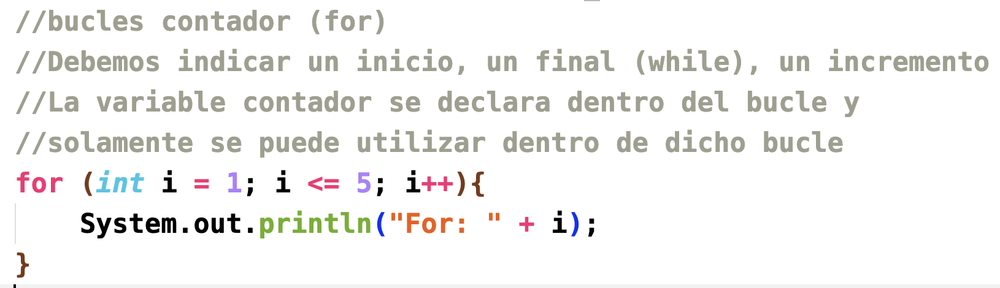 //bucles contador (for)
//Debemos indicar un inicio, un final (while), un incremento
//La variable contador se declara dentro del bucle y
//solamente se puede utilizar dentro de dicho bucle
for (int i = 1; i <= 5; i++){
    System.out.println("For: " + i);
}